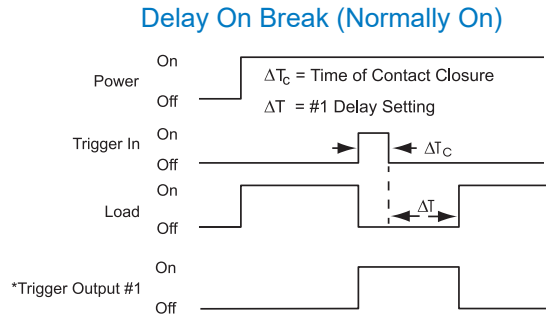 Delay On Break (Normally On)
Power
On
Off
ΔTc = Time of Contact Closure
ΔT = #1 Delay Setting
Trigger In
On
Off
ΔTC
Load
On
Off
ΔT
*Trigger Output #1
On
Off